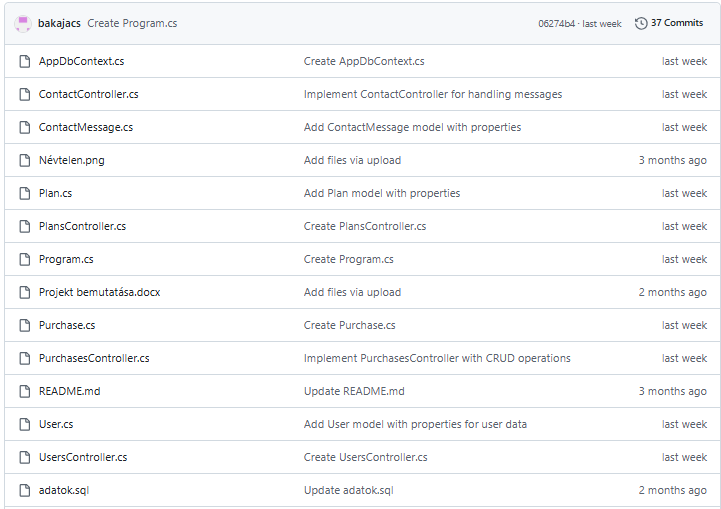 bakajacs Create Program.cs 06274b4 · last week 37 Commits
AppDbContext.cs Create AppDbContext.cs last week
ContactController.cs Implement ContactController for handling messages last week
ContactMessage.cs Add ContactMessage model with properties last week
Névtelen.png Add files via upload 3 months ago
Plan.cs Add Plan model with properties last week
PlansController.cs Create PlansController.cs last week
Program.cs Create Program.cs last week
Projekt bemutatása.docx Add files via upload 2 months ago
Purchase.cs Create Purchase.cs last week
PurchasesController.cs Implement PurchasesController with CRUD operations last week
README.md Update README.md 3 months ago
User.cs Add User model with properties for user data last week
UsersController.cs Create UsersController.cs last week
adatok.sql Update adatok.sql 2 months ago